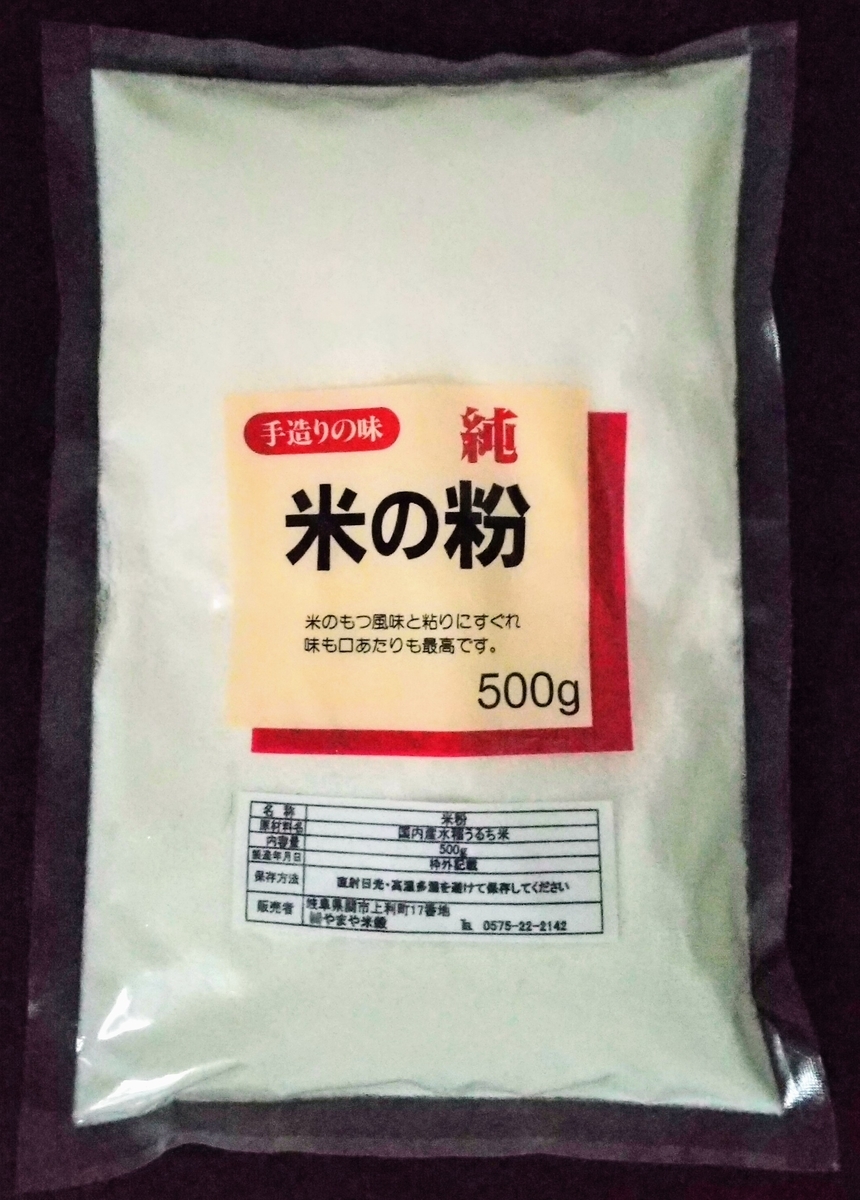 手造りの味
純
米の粉
米のもつ風味と粘りにすぐれ
味も口あたりも最高です。
500g
名 称 米粉
原材料名 国内産水稲うるち米
内容量 500g
製造年月日 枠外記載
保存方法 直射日光・高温多湿を避けて保存してください
販売者 岐阜県関市上利町17番地
㈲やまや米穀 ℡ 0575-22-2142